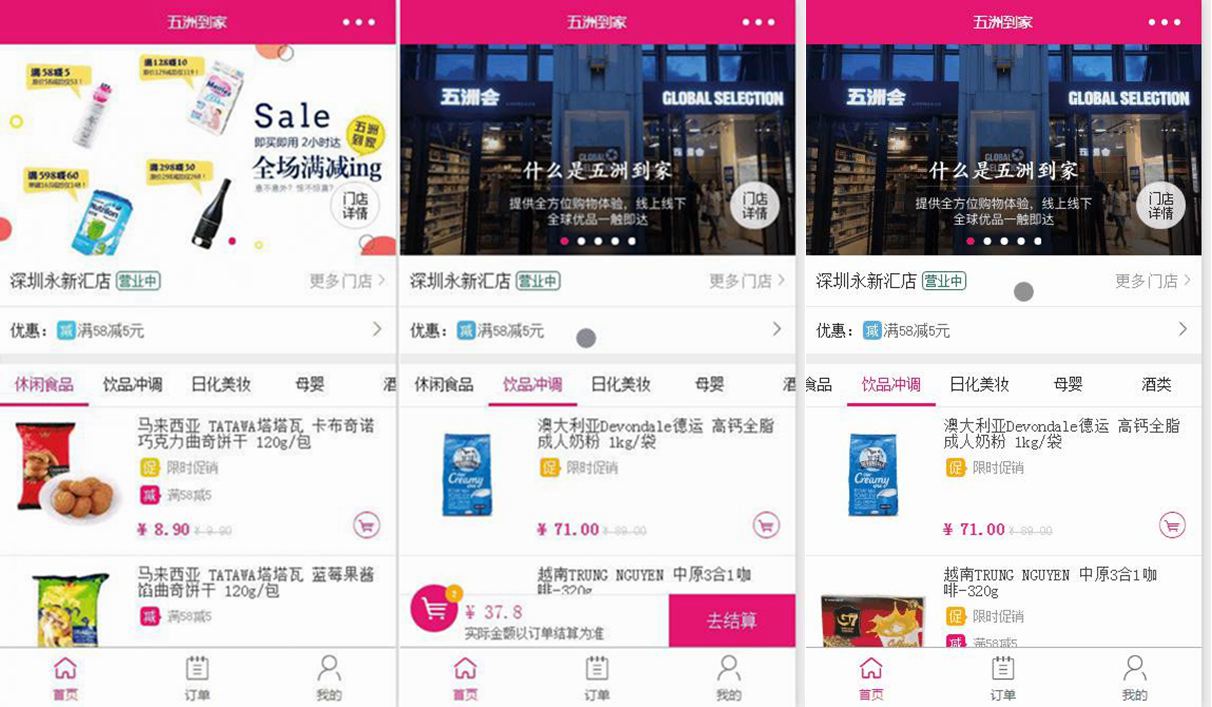 五洲到家
满58减5
满128减10
Sale
即买即用 2小时达
五洲
到家
全场满减ing
意不意外？惊不惊喜？
满298减30
满598减60
门店
详情
深圳永新汇店 营业中 更多门店
优惠： 减 满58减5元
休闲食品 饮品冲调 日化美妆 母婴 酒
马来西亚 TATAWA塔塔瓦 卡布奇诺
巧克力曲奇饼干 120g/包
促 限时促销
减 满58减5
¥ 8.90 ¥ 9.90
马来西亚 TATAWA塔塔瓦 蓝莓果酱
馅曲奇饼干 120g/包
减 满58减5
首页 订单 我的
五洲到家
五洲会 GLOBAL SELECTION
什么是五洲到家
提供全方位购物体验，线上线下
全球优品一触即达
门店
详情
深圳永新汇店 营业中 更多门店
优惠： 减 满58减5元
休闲食品 饮品冲调 日化美妆 母婴 酒
澳大利亚Devondale德运 高钙全脂
成人奶粉 1kg/袋
促 限时促销
¥ 71.00 ¥ 89.00
越南TRUNG NGUYEN 中原3合1咖
啡-320g
2
¥ 37.8
实际金额以订单结算为准
去结算
首页 订单 我的
五洲到家
五洲会 GLOBAL SELECTION
什么是五洲到家
提供全方位购物体验，线上线下
全球优品一触即达
门店
详情
深圳永新汇店 营业中 更多门店
优惠： 减 满58减5元
食品 饮品冲调 日化美妆 母婴 酒类
澳大利亚Devondale德运 高钙全脂
成人奶粉 1kg/袋
促 限时促销
¥ 71.00 ¥ 89.00
越南TRUNG NGUYEN 中原3合1咖
啡-320g
促 限时促销
减 满58减5
首页 订单 我的